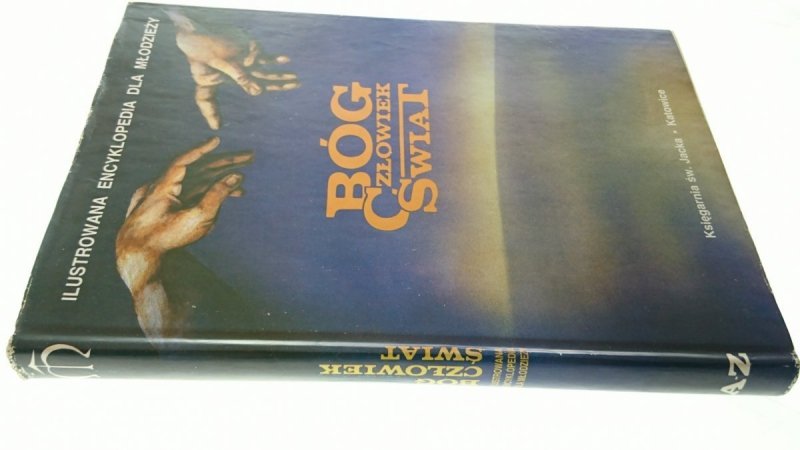 ILUSTROWANA ENCYKLOPEDIA DLA MŁODZIEŻY
BÓG
CZŁOWIEK
ŚWIAT
Księgarnia św. Jacka • Katowice
BÓG
CZŁOWIEK
ŚWIAT
A-Z